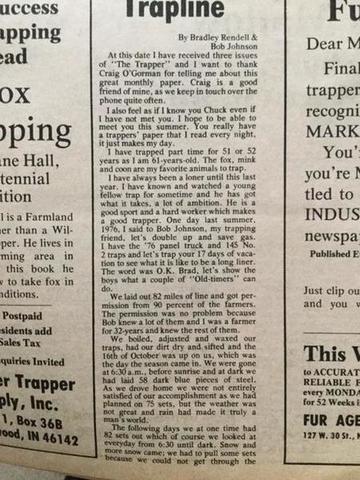 uccess
apping
ead
OX
pping
ane Hall,
tennial
ition
l is a Farmland
her than a Wil-
oper. He lives in
rming area in
this book he
w to take fox in
nditions.
Postpaid
sidents add
Sales Tax
quiries Invited
er Trapper
ply, Inc.
1, Box 36B
wood, IN 46142
Trapline
By Bradley Rendell &
Bob Johnson
At this date I have received three issues
of "The Trapper" and I want to thank
Craig O'Gorman for telling me about this
great monthly paper. Craig is a good
friend of mine, as we keep in touch over the
phone quite often.
I also feel as if I know you Chuck even if
I have not met you. I hope to be able to
meet you this summer. You really have
a trappers' paper that I read every night,
it just makes my day.
I have trapped part time for 51 or 52
years as I am 61-years-old. The fox, mink
and coon are my favorite animals to trap.
I have always been a loner until this last
year. I have known and watched a young
fellow trap for sometime and he has got
what it takes, a lot of ambition. He is a
good sport and a hard worker which makes
a good trapper. One day last summer,
1976, I said to Bob Johnson, my trapping
friend, let's double up and save gas.
I have the '76 panel truck and 145 No.
2 traps and let's trap your 17 days of vaca-
tion to see what it is like to be a long liner.
The word was O.K. Brad, let's show the
boys what a couple of "Old-timers" can
do.
We laid out 82 miles of line and got per-
mission from 90 percent of the farmers.
The permission was no problem because
Bob knew a lot of them and I was a farmer
for 32-years and knew the rest of them.
We boiled, adjusted and waxed our
traps, had our dirt dry and sifted and the
16th of October was up on us, which was
the day the season came in. We were gone
at 6:30 a.m., before sunrise and at dark we
had laid 58 dark blue pieces of steel.
As we drove home we were not entirely
satisfied of our accomplishment as we had
planned on 75 sets, but the weather was
not great and rain had made it truly a
man's world.
The following days we at one time had
82 sets out which of course we looked at
everyday from 6:30 until dark. Snow and
more snow came; we had to pull some sets
because we could not get through the
Fu
Dear M
Final
trapper
recogni
MARK
You'
you're M
tled to
INDUS
newspa
Published E
Just clip ou
and you w
This V
to ACCURAT
RELIABLE
every MONDA
for 52 Weeks i
FUR AGE
127 W. 30 St.,